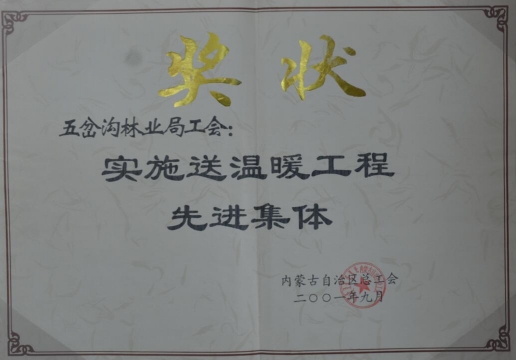 奖状
五岔沟林业局工会：
实施送温暖工程
先进集体
内蒙古自治区总工会
二〇〇一年九月